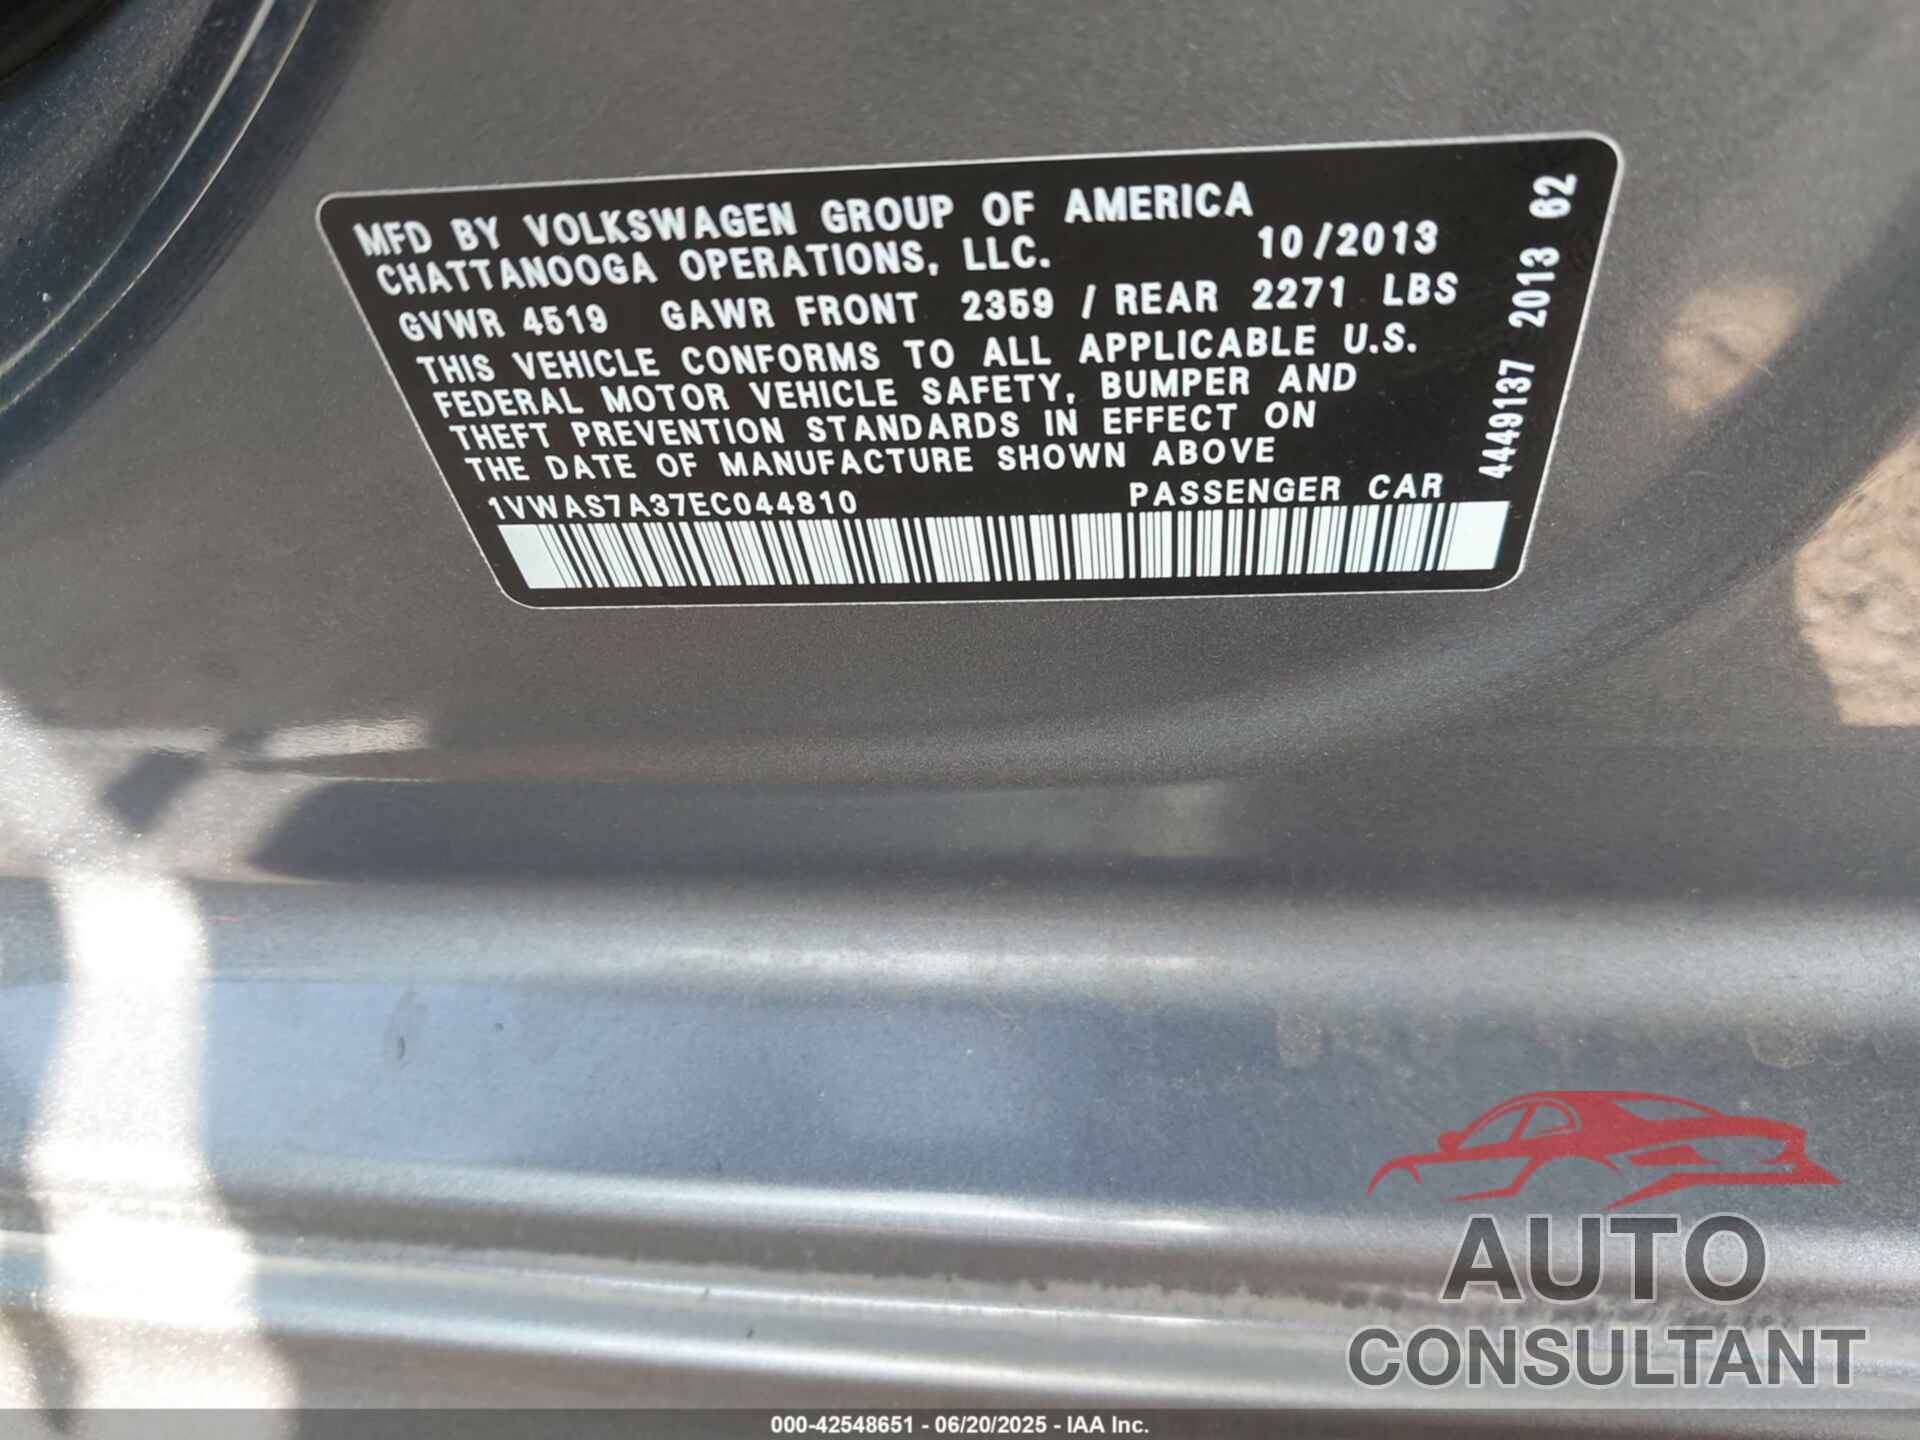 MFD BY VOLKSWAGEN GROUP OF AMERICA
CHATTANOOGA OPERATIONS, LLC. 10/2013
GVWR 4519 GAWR FRONT 2359 / REAR 2271 LBS
THIS VEHICLE CONFORMS TO ALL APPLICABLE U.S.
FEDERAL MOTOR VEHICLE SAFETY, BUMPER AND
THEFT PREVENTION STANDARDS IN EFFECT ON
THE DATE OF MANUFACTURE SHOWN ABOVE
1VWAS7A37EC044810 PASSENGER CAR
4449137 2013 62
AUTO
CONSULTANT
000-42548651 - 06/20/2025 - IAA Inc.